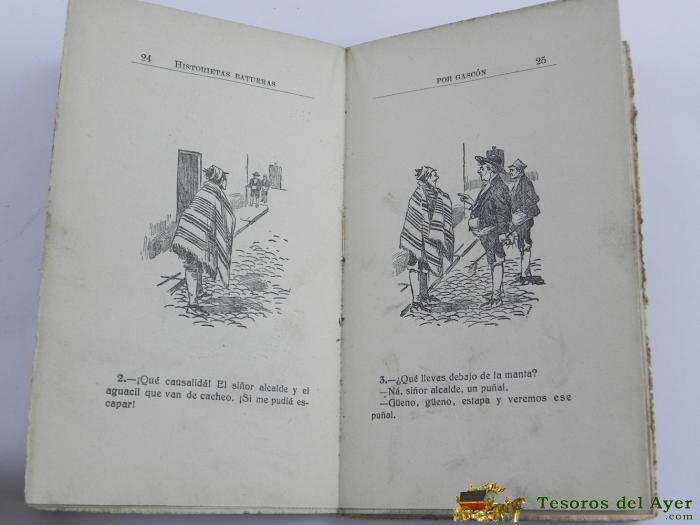 24
HISTORIETAS BATURRAS
2.—¡Qué causalidá! El siñor alcalde y el
aguacil que van de cacheo. ¡Si me pudiá es-
capar!
POR GASCÓN
25
3.—¿Qué llevas debajo de la manta?
—Ná, siñor alcalde, un puñal.
—Güeno, güeno, estapa y veremos ese
puñal.
Tesoros del Ayer
.com